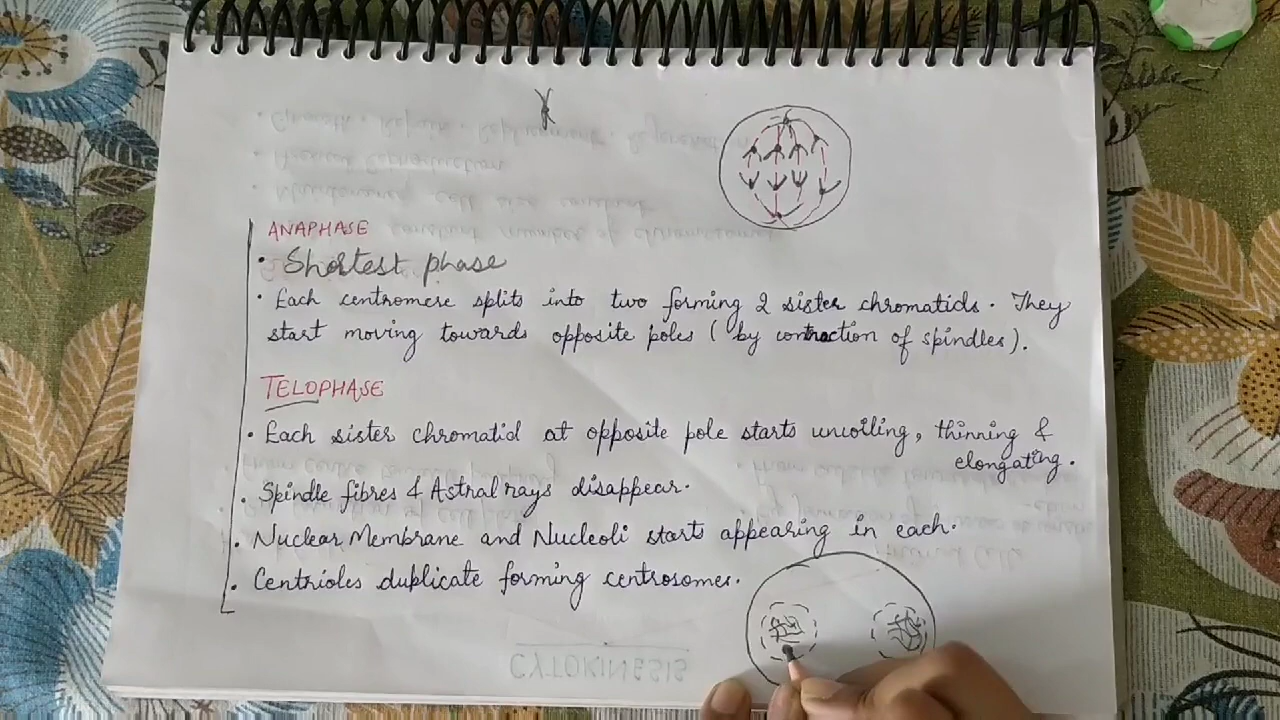 ANAPHASE
• Shortest phase
• Each centromere splits into two forming 2 sister chromatids. They
start moving towards opposite poles (by contraction of spindles).
TELOPHASE
• Each sister chromatid at opposite pole starts uncoiling, thinning &
elongating.
• Spindle fibres & Astral rays disappear.
• Nuclear Membrane and Nucleoli starts appearing in each.
• Centrioles duplicate forming centrosomes.
CYTOKINESIS